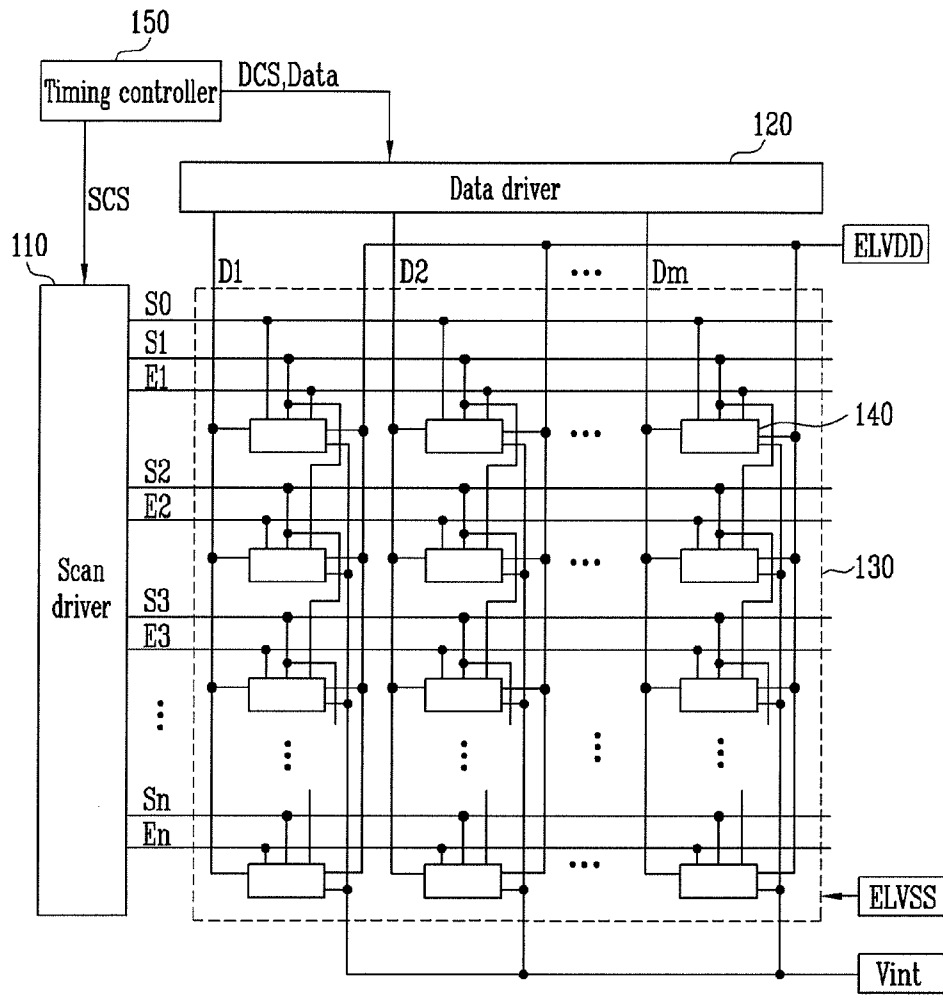 150
Timing controller
DCS,Data
120
Data driver
SCS
110
ELVDD
D1
D2
Dm
S0
S1
E1
140
S2
E2
130
Scan
driver
S3
E3
Sn
En
ELVSS
Vint